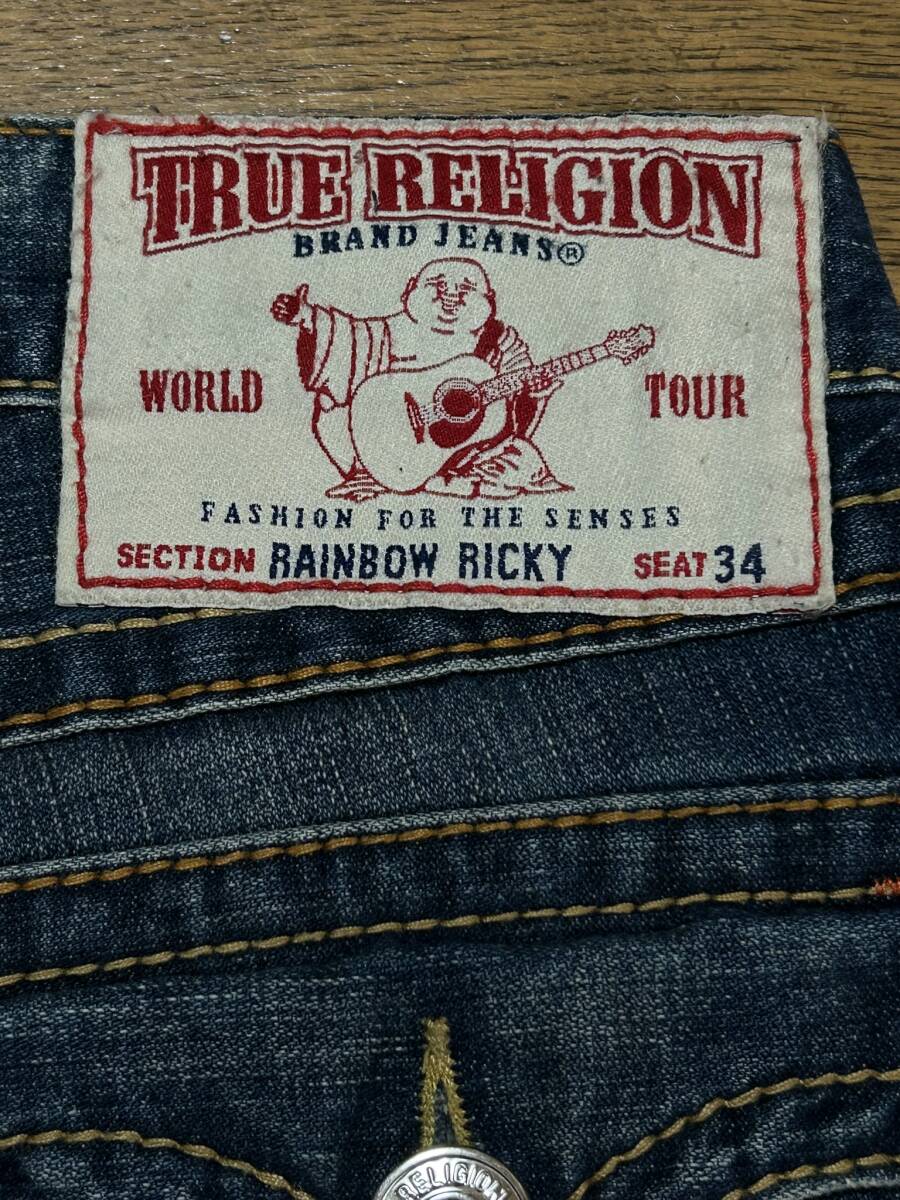 TRUE RELIGION
BRAND JEANS®
WORLD TOUR
FASHION FOR THE SENSES
SECTION RAINBOW RICKY SEAT 34
RELIGION